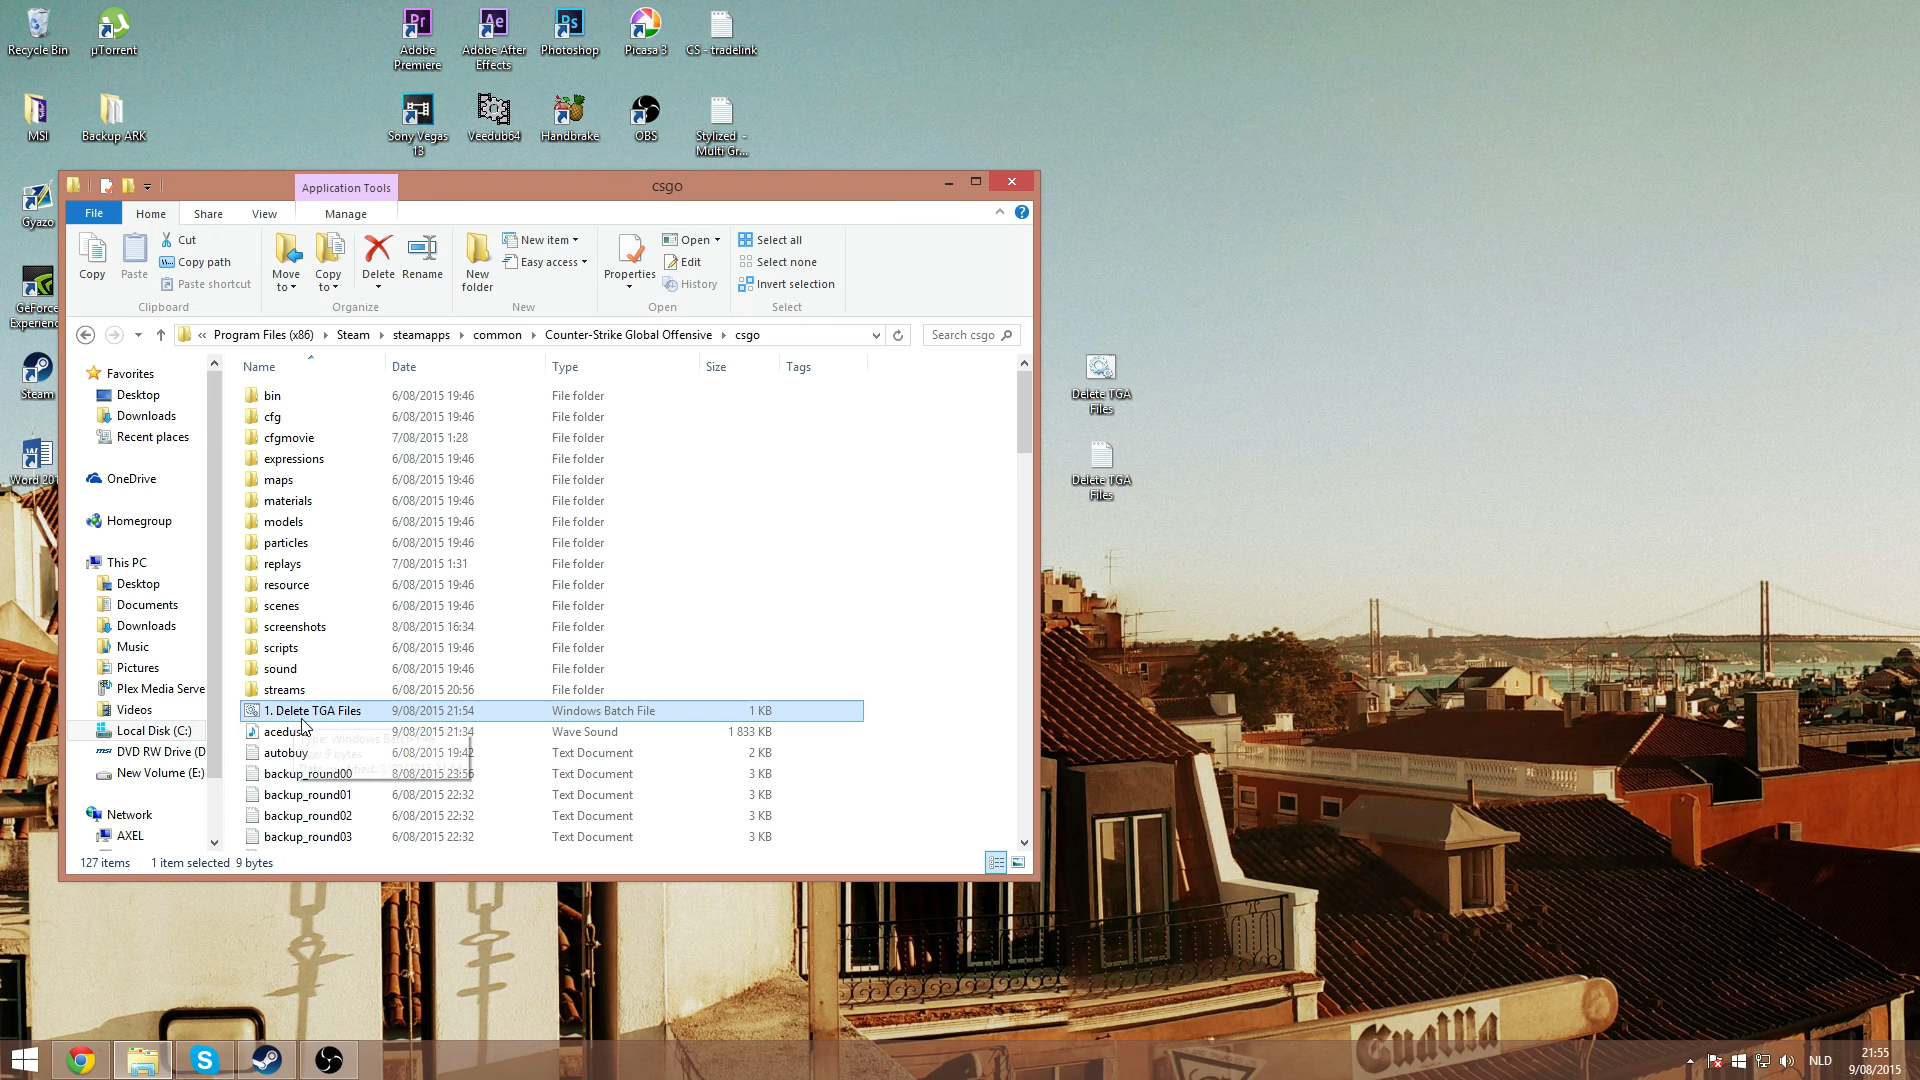 Recycle Bin
µTorrent
Adobe
Premiere
Adobe After
Effects
Photoshop
Picasa 3
CS - tradelink
MSI
Backup ARK
Sony Vegas
13
Veedub64
Handbrake
OBS
Stylized -
Multi Gr...
Gyazo
GeForce
Experience
Steam
Word 201
Application Tools
csgo
File
Home
Share
View
Manage
Copy
Paste
Cut
Copy path
Paste shortcut
Clipboard
Move
to
Copy
to
Delete
Rename
Organize
New
folder
New item
Easy access
New
Properties
Open
Edit
History
Open
Select all
Select none
Invert selection
Select
« Program Files (x86) Steam steamapps common Counter-Strike Global Offensive csgo
Search csgo
Favorites
Desktop
Downloads
Recent places
OneDrive
Homegroup
This PC
Desktop
Documents
Downloads
Music
Pictures
Plex Media Serve
Videos
Local Disk (C:)
DVD RW Drive (D
New Volume (E:)
Network
AXEL
Name Date Type Size Tags
bin 6/08/2015 19:46 File folder
cfg 6/08/2015 19:46 File folder
cfgmovie 7/08/2015 1:28 File folder
expressions 6/08/2015 19:46 File folder
maps 6/08/2015 19:46 File folder
materials 6/08/2015 19:46 File folder
models 6/08/2015 19:46 File folder
particles 6/08/2015 19:46 File folder
replays 7/08/2015 1:31 File folder
resource 6/08/2015 19:46 File folder
scenes 6/08/2015 19:46 File folder
screenshots 8/08/2015 16:34 File folder
scripts 6/08/2015 19:46 File folder
sound 6/08/2015 19:46 File folder
streams 6/08/2015 20:56 File folder
1. Delete TGA Files 9/08/2015 21:54 Windows Batch File 1 KB
9/08/2015 21:34 Wave Sound 1 833 KB
autobuy 6/08/2015 19:42 Text Document 2 KB
backup_round00 8/08/2015 23:56 Text Document 3 KB
backup_round01 6/08/2015 22:32 Text Document 3 KB
backup_round02 6/08/2015 22:32 Text Document 3 KB
backup_round03 6/08/2015 22:32 Text Document 3 KB
127 items 1 item selected 9 bytes
Delete TGA
Files
Delete TGA
Files
NLD
21:55
9/08/2015